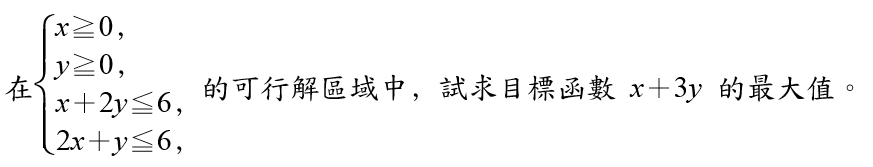 在{x≧0，
y≧0，
x+2y≦6，
2x+y≦6，
的可行解區域中，試求目標函數 x+3y 的最大值。